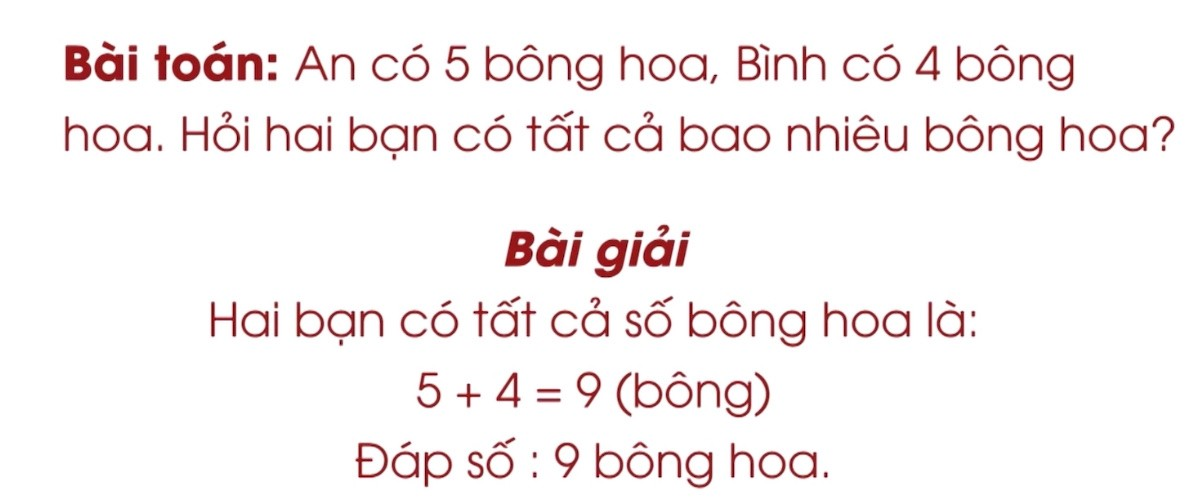 Bài toán: An có 5 bông hoa, Bình có 4 bông
hoa. Hỏi hai bạn có tất cả bao nhiêu bông hoa?
Bài giải
Hai bạn có tất cả số bông hoa là:
5 + 4 = 9 (bông)
Đáp số : 9 bông hoa.